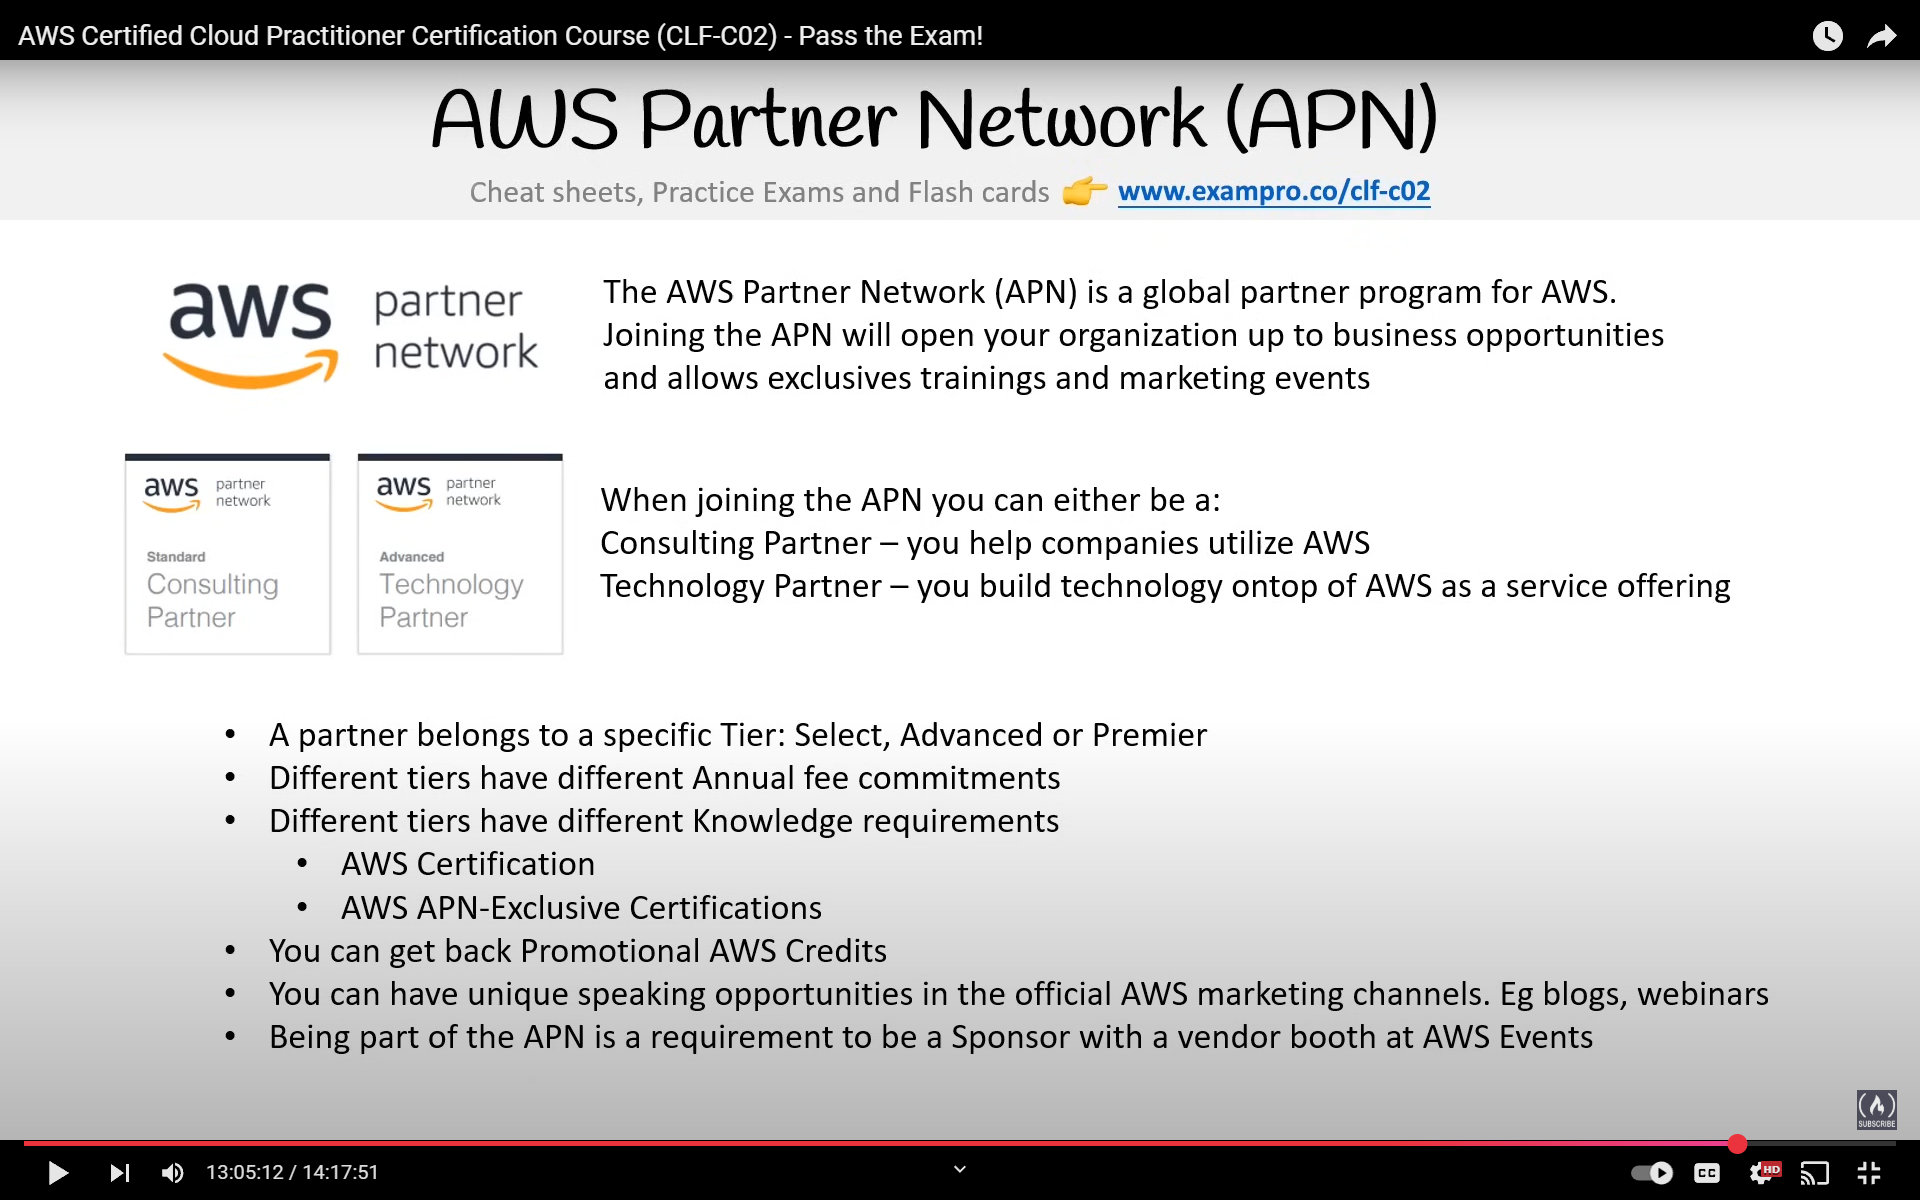 AWS Certified Cloud Practitioner Certification Course (CLF-C02) - Pass the Exam!
AWS Partner Network (APN)
Cheat sheets, Practice Exams and Flash cards 👉 www.exampro.co/clf-c02
aws partner network
The AWS Partner Network (APN) is a global partner program for AWS.
Joining the APN will open your organization up to business opportunities
and allows exclusives trainings and marketing events
aws partner network
Standard
Consulting
Partner
aws partner network
Advanced
Technology
Partner
When joining the APN you can either be a:
Consulting Partner – you help companies utilize AWS
Technology Partner – you build technology ontop of AWS as a service offering
• A partner belongs to a specific Tier: Select, Advanced or Premier
• Different tiers have different Annual fee commitments
• Different tiers have different Knowledge requirements
• AWS Certification
• AWS APN-Exclusive Certifications
• You can get back Promotional AWS Credits
• You can have unique speaking opportunities in the official AWS marketing channels. Eg blogs, webinars
• Being part of the APN is a requirement to be a Sponsor with a vendor booth at AWS Events
SUBSCRIBE
13:05:12 / 14:17:51
CC
HD